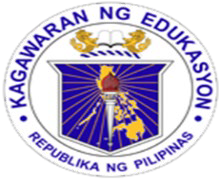 KAGAWARAN NG EDUKASYON
REPUBLIKA NG PILIPINAS